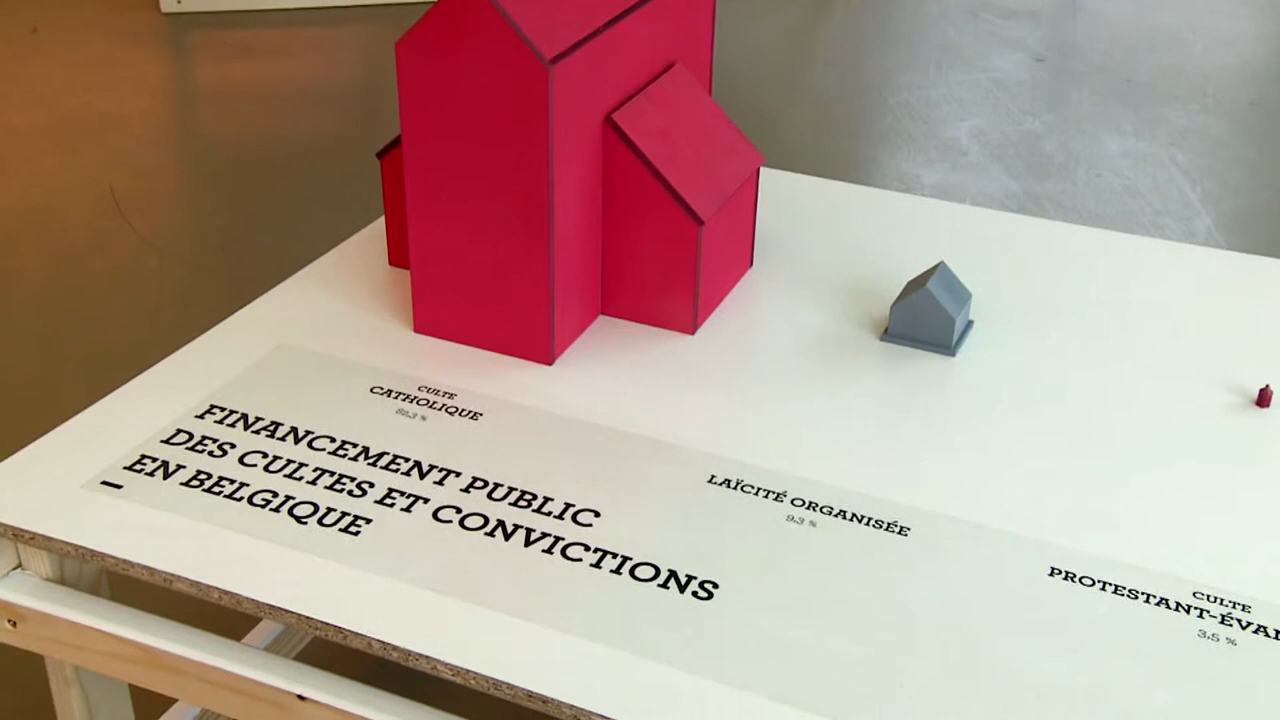 CULTE
CATHOLIQUE
82,3 %
FINANCEMENT PUBLIC
DES CULTES ET CONVICTIONS
EN BELGIQUE
LAÏCITÉ ORGANISÉE
9,3 %
CULTE
PROTESTANT-ÉVAN
3,5 %